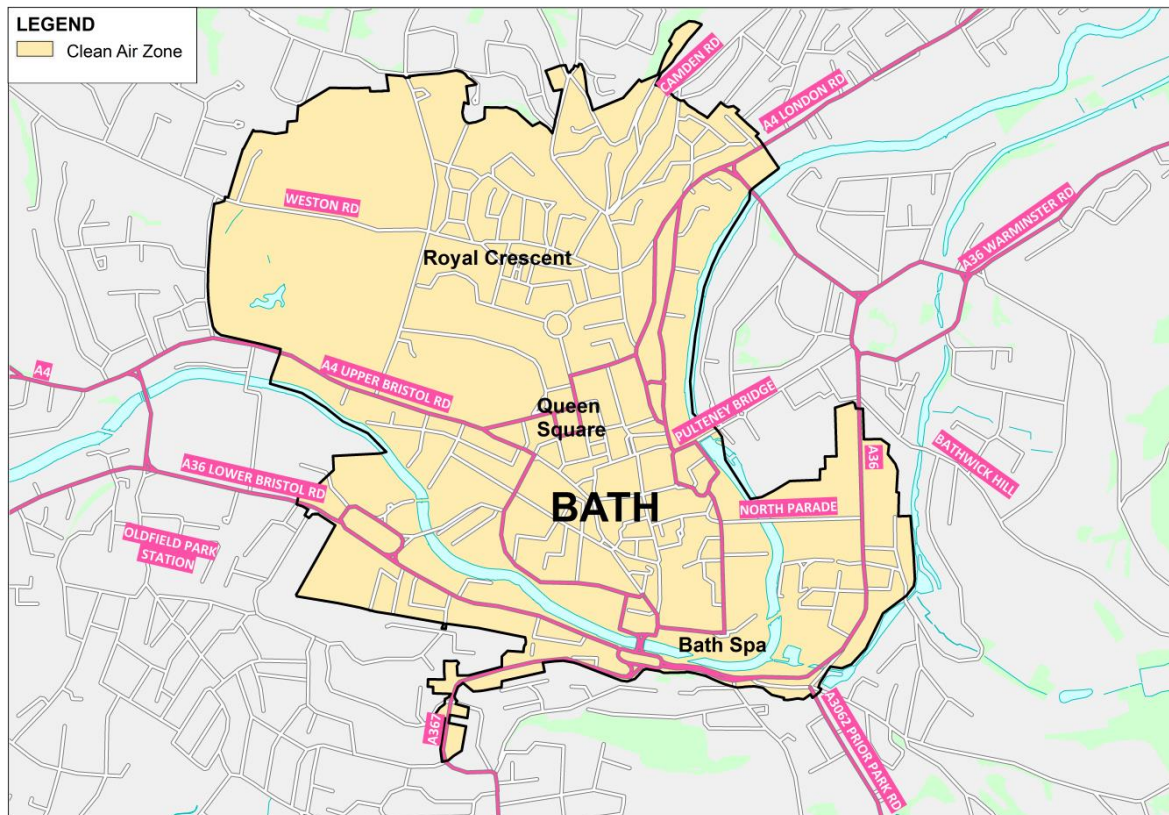 LEGEND
Clean Air Zone
CAMDEN RD
A4 LONDON RD
WESTON RD
A36 WARMINSTER RD
Royal Crescent
A4
A4 UPPER BRISTOL RD
Queen
Square
PULTENEY BRIDGE
A36
BATHWICK HILL
A36 LOWER BRISTOL RD
BATH
NORTH PARADE
OLDFIELD PARK
STATION
Bath Spa
A367
A3062 PRIOR PARK RD